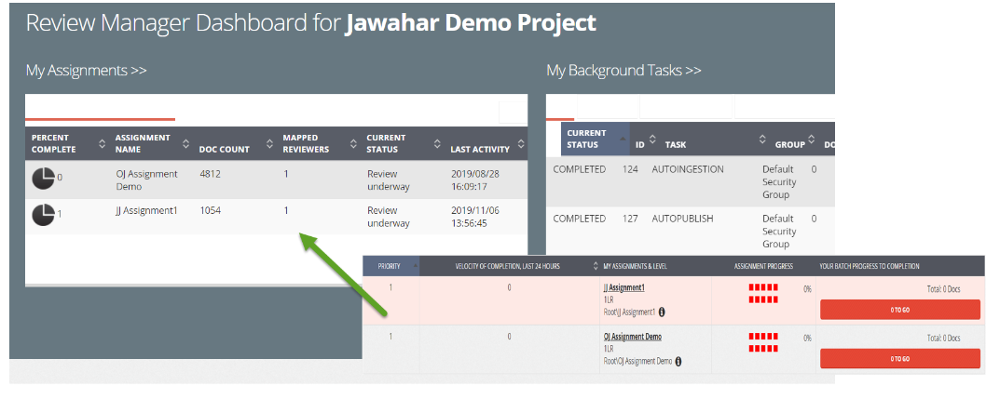 Review Manager Dashboard for Jawahar Demo Project
My Assignments >>
PERCENT COMPLETE ASSIGNMENT NAME DOC COUNT MAPPED REVIEWERS CURRENT STATUS LAST ACTIVITY
0 OJ Assignment Demo 4812 1 Review underway 2019/08/28 16:09:17
1 JJ Assignment1 1054 1 Review underway 2019/11/06 13:56:45
My Background Tasks >>
CURRENT STATUS ID TASK GROUP DO
COMPLETED 124 AUTOINGESTION Default Security Group 0
COMPLETED 127 AUTOPUBLISH Default Security Group 0
PRIORITY VELOCITY OF COMPLETION, LAST 24 HOURS MY ASSIGNMENTS & LEVEL ASSIGNMENT PROGRESS YOUR BATCH PROGRESS TO COMPLETION
1 0 JJ Assignment1 0% Total: 0 Docs
1LR
Root\JJ Assignment1 0 TO GO
1 0 OJ Assignment Demo 0% Total: 0 Docs
1LR
Root\OJ Assignment Demo 0 TO GO